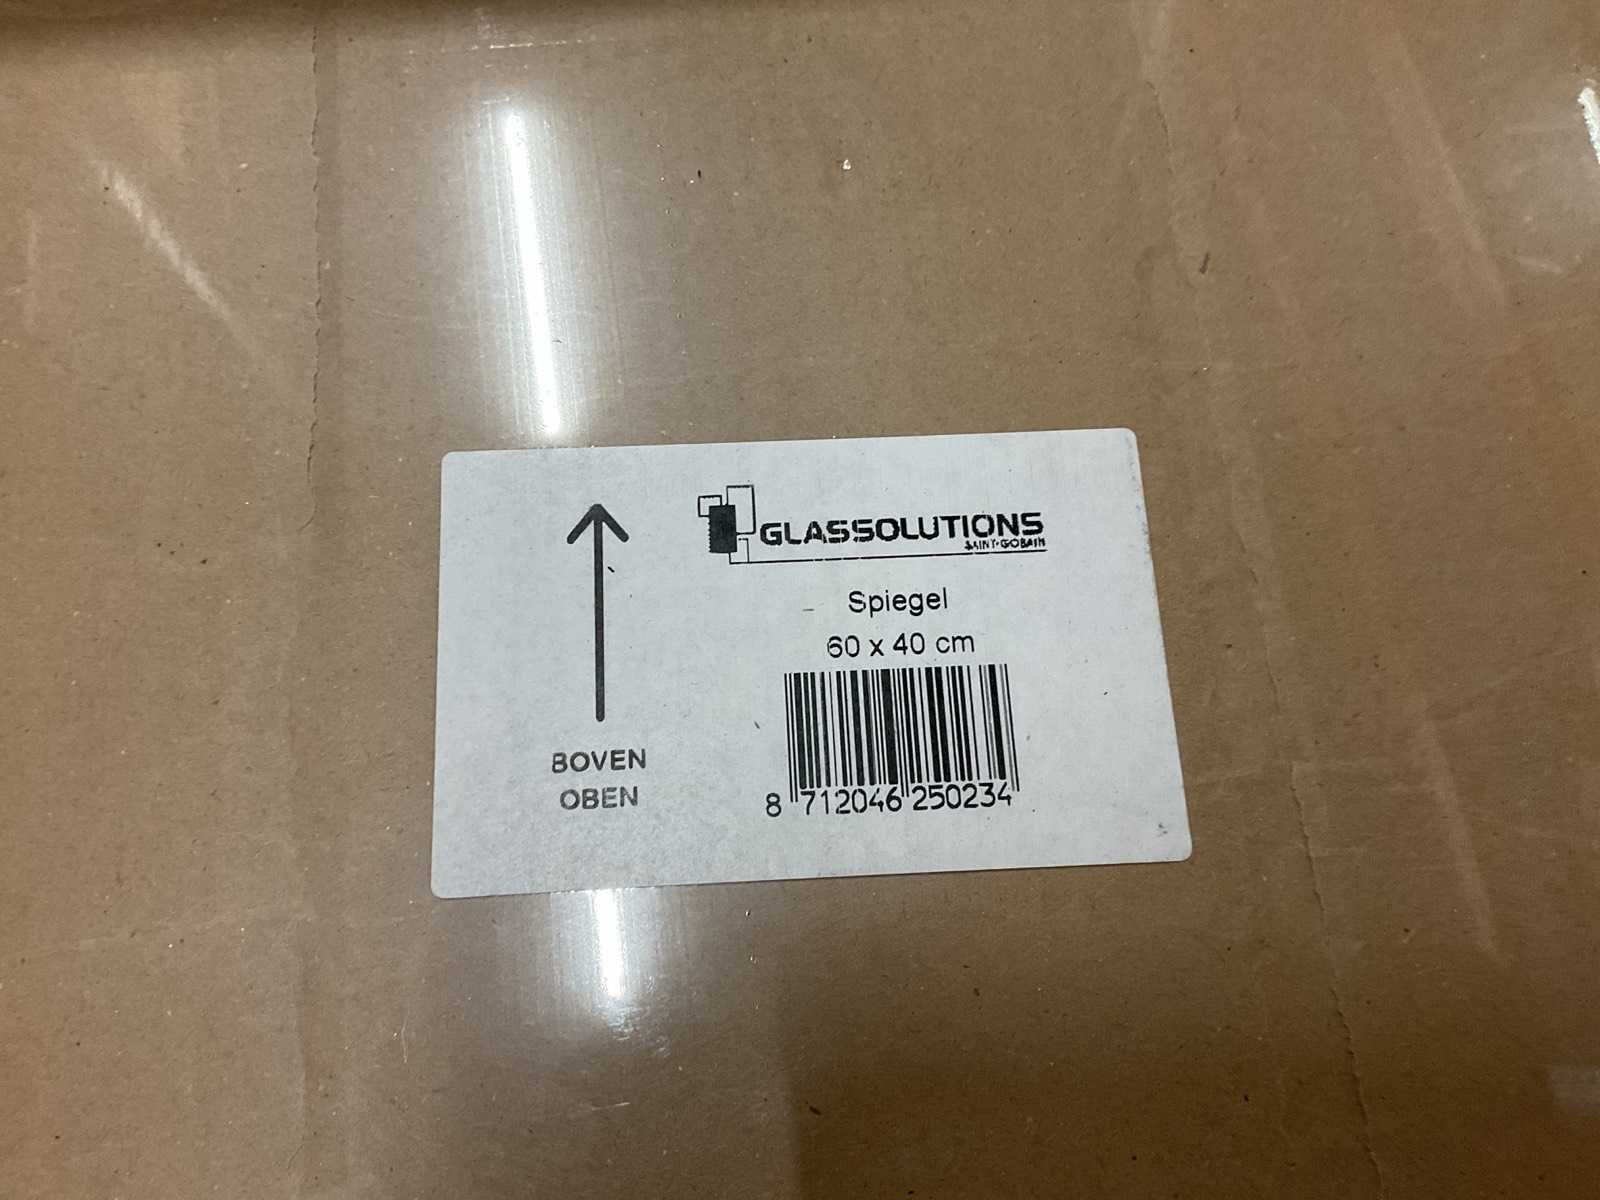 GLASSOLUTIONS
SAINT-GOBAIN
Spiegel
60 x 40 cm
8 712046 250234
BOVEN
OBEN